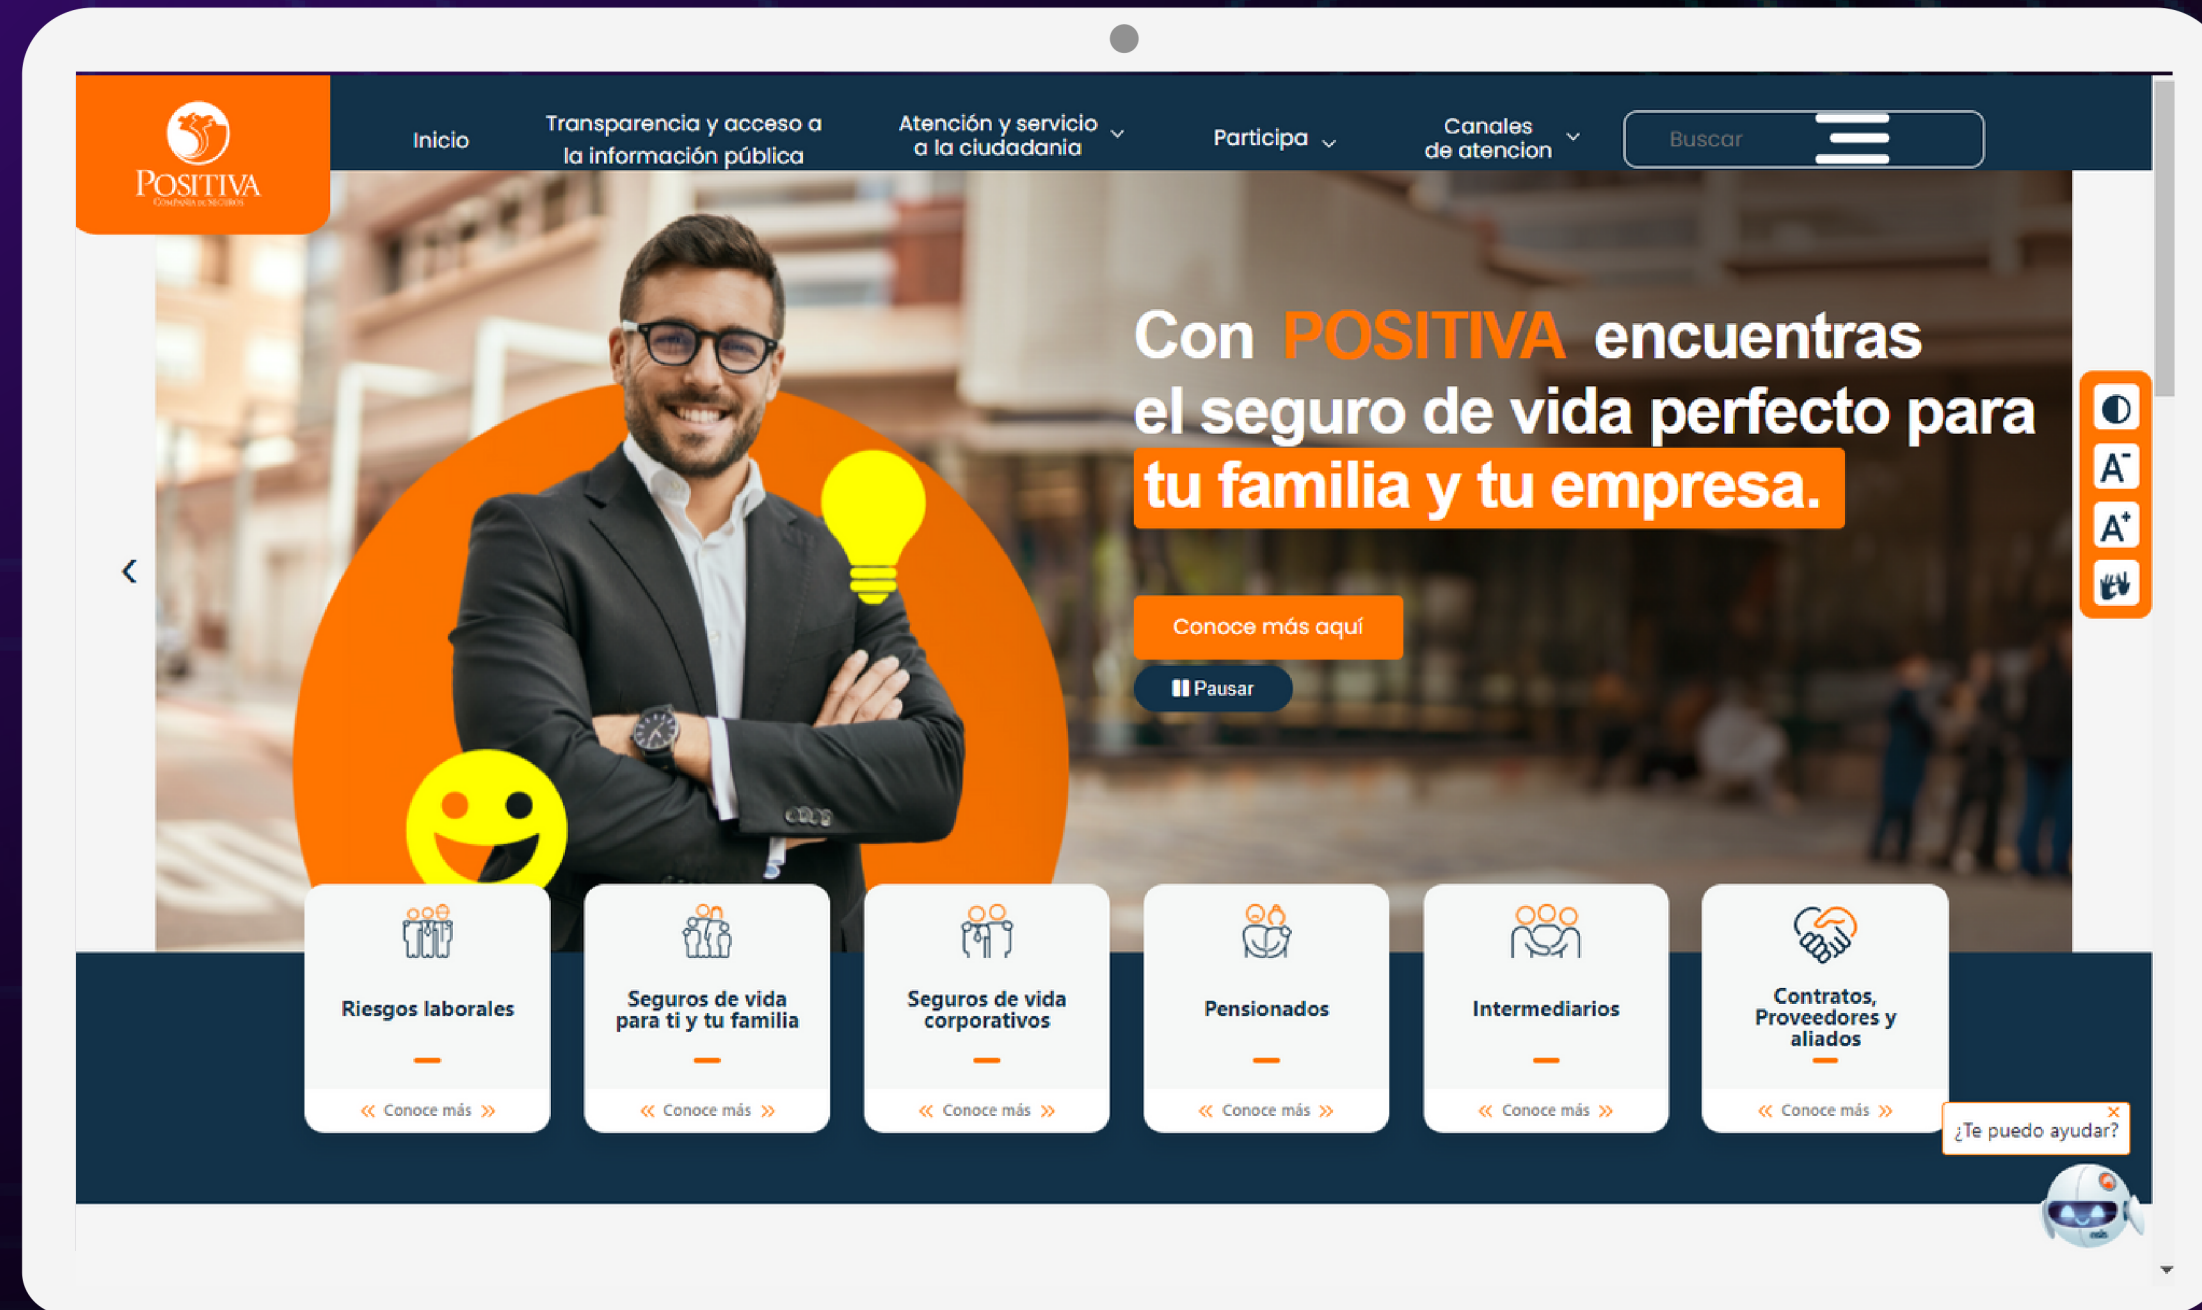 POSITIVA
COMPAÑÍA DE SEGUROS
Inicio
Transparencia y acceso a
la información pública
Atención y servicio
a la ciudadania
Participa
Canales
de atencion
Buscar
Con POSITIVA encuentras
el seguro de vida perfecto para
tu familia y tu empresa.
Conoce más aquí
Pausar
A-
A+
Riesgos laborales
Conoce más
Seguros de vida
para ti y tu familia
Conoce más
Seguros de vida
corporativos
Conoce más
Pensionados
Conoce más
Intermediarios
Conoce más
Contratos,
Proveedores y
aliados
Conoce más
¿Te puedo ayudar?